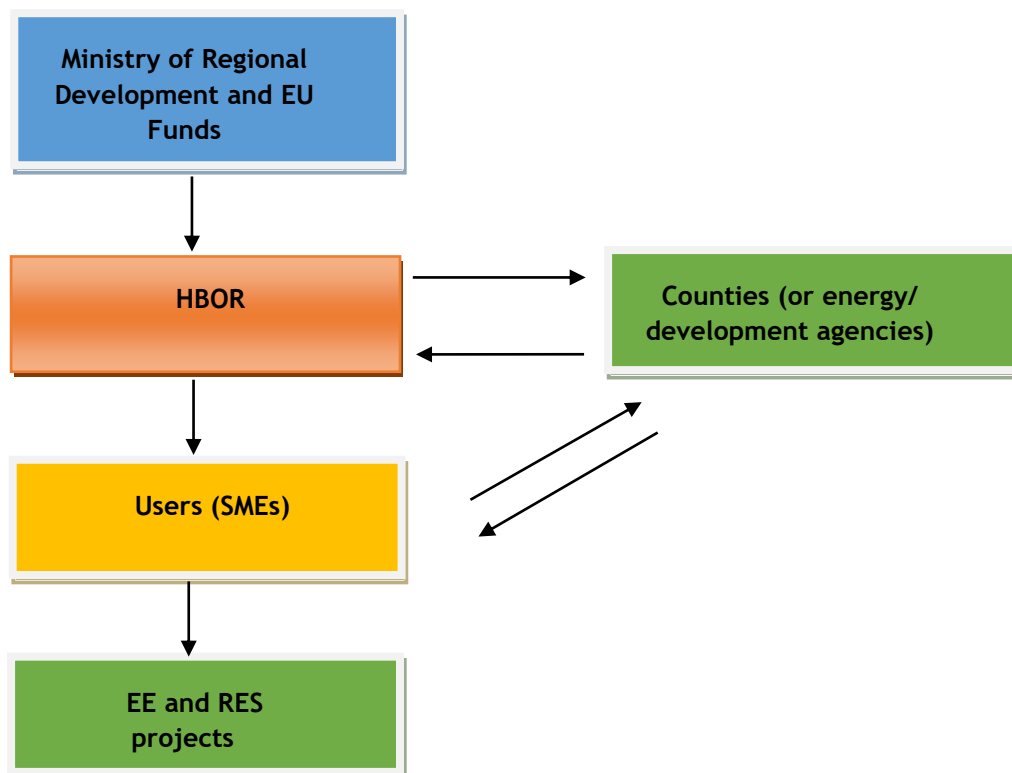 Ministry of Regional
Development and EU
Funds
HBOR
Counties (or energy/
development agencies)
Users (SMEs)
EE and RES
projects